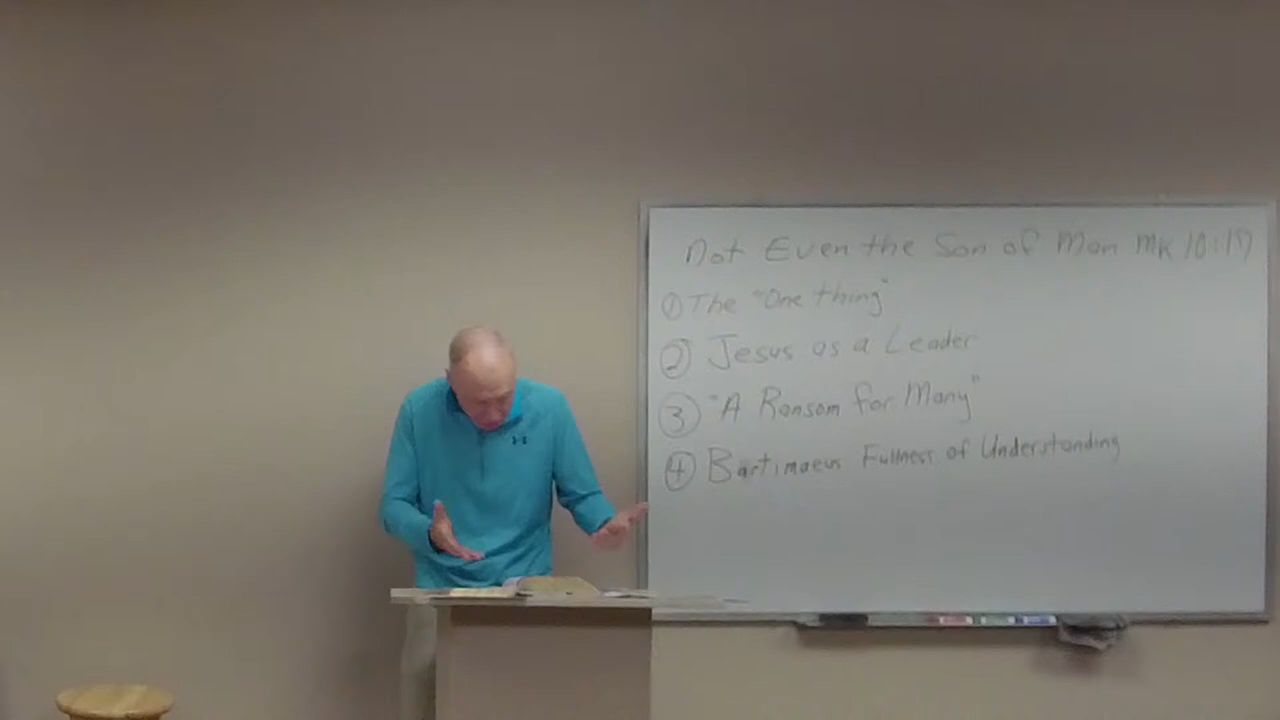 Not Even the Son of Man MK 10:17
① The "One thing"
② Jesus as a Leader
③ "A Ransom for Many"
④ Bartimaeus Fullness of Understanding